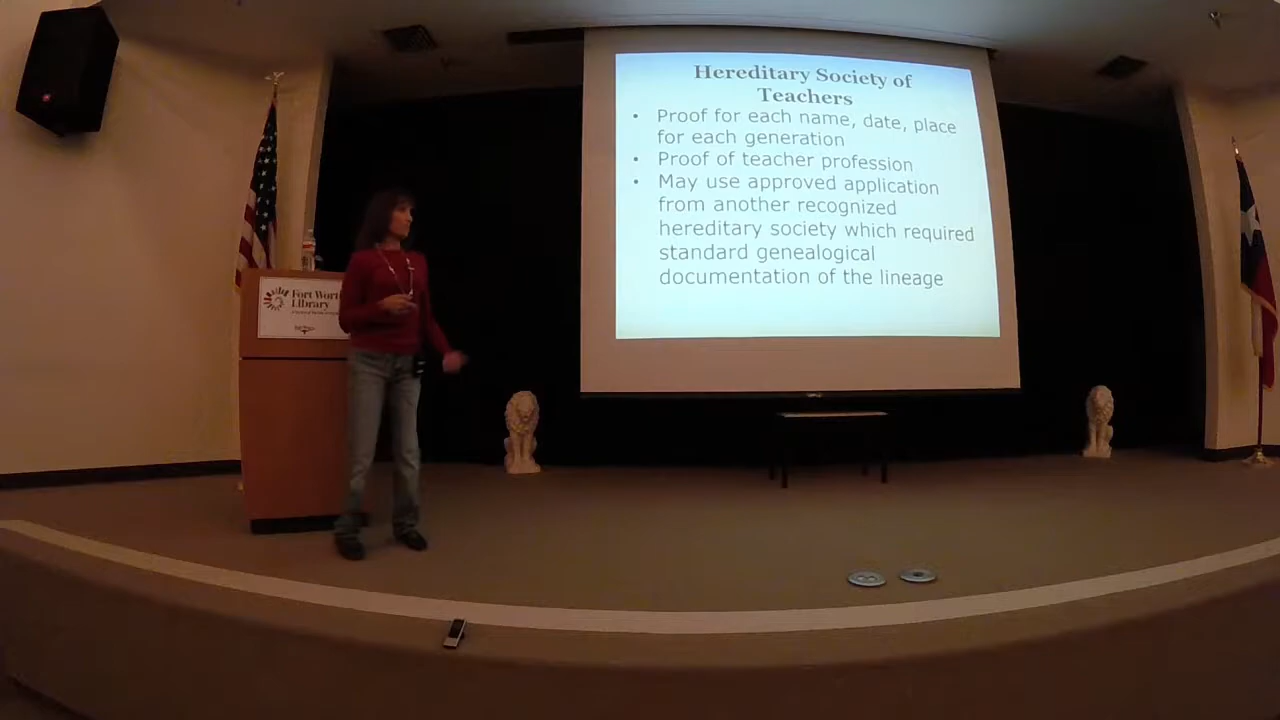 Hereditary Society of
Teachers
• Proof for each name, date, place
for each generation
• Proof of teacher profession
• May use approved application
from another recognized
hereditary society which required
standard genealogical
documentation of the lineage
Fort Wort
Library